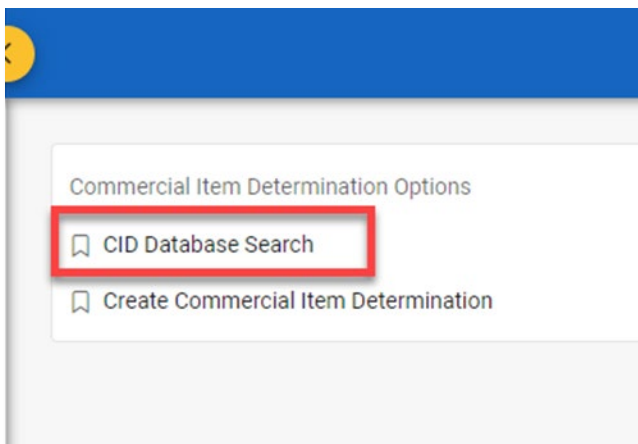 Commercial Item Determination Options
CID Database Search
Create Commercial Item Determination